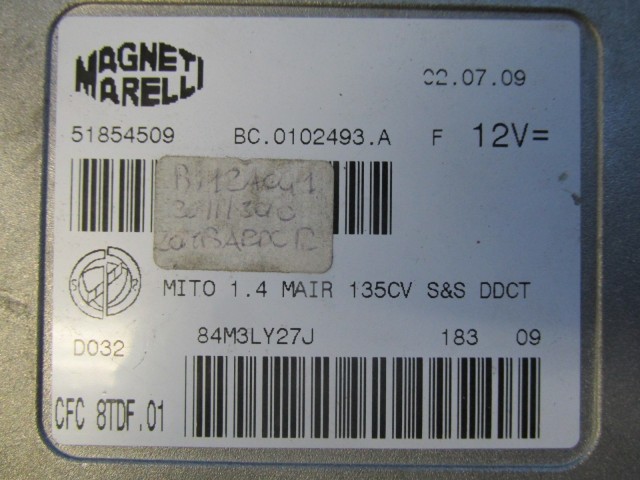 MAGNETI
MARELLI
02.07.09
51854509 BC.0102493.A F 12V=
MITO 1.4 MAIR 135CV S&S DDCT
D032 84M3LY27J 183 09
CFC 8TDF.01